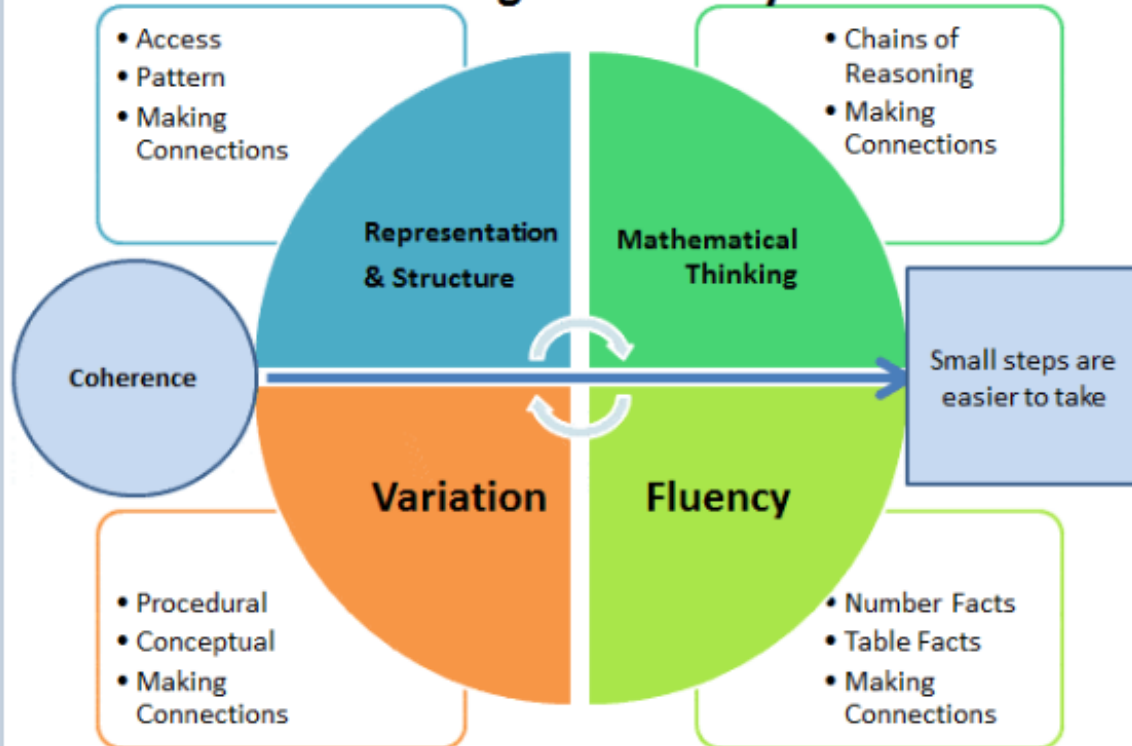 • Access
• Pattern
• Making
Connections
• Chains of
Reasoning
• Making
Connections
Representation
& Structure
Mathematical
Thinking
Coherence
Small steps are
easier to take
Variation
Fluency
• Procedural
• Conceptual
• Making
Connections
• Number Facts
• Table Facts
• Making
Connections